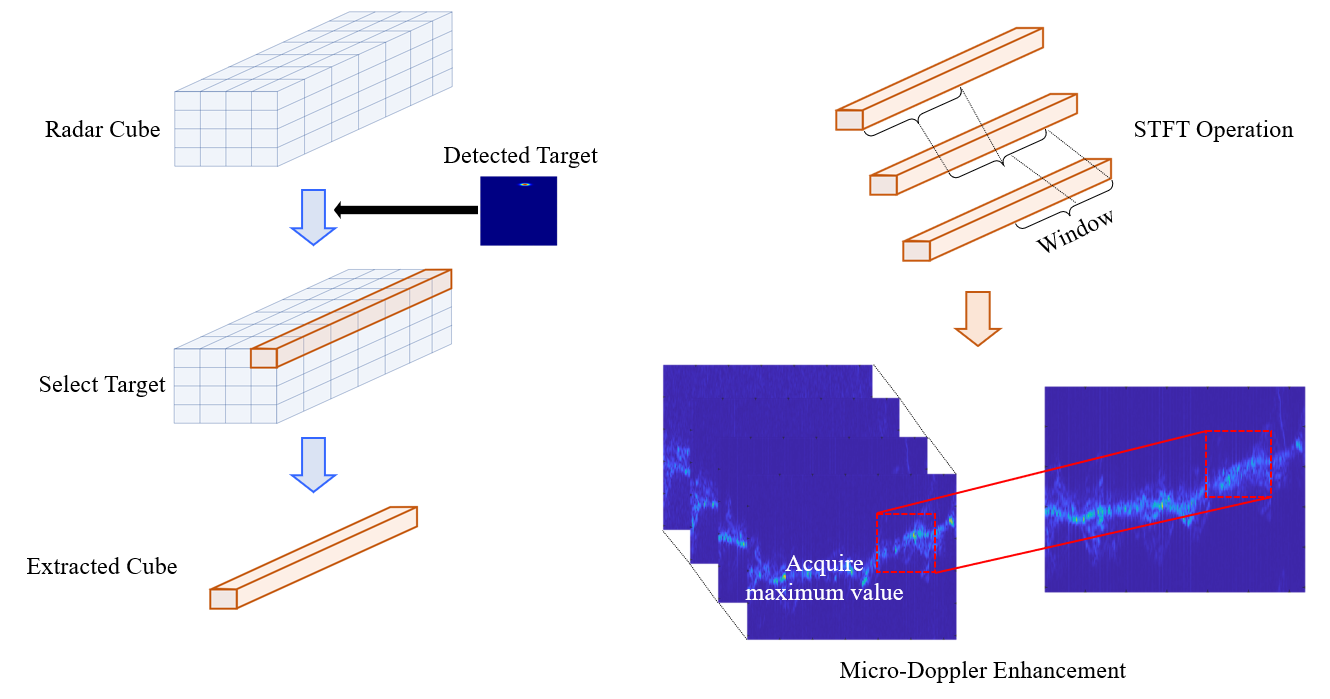 Radar Cube
Detected Target
Select Target
Extracted Cube
STFT Operation
Window
Acquire
maximum value
Micro-Doppler Enhancement